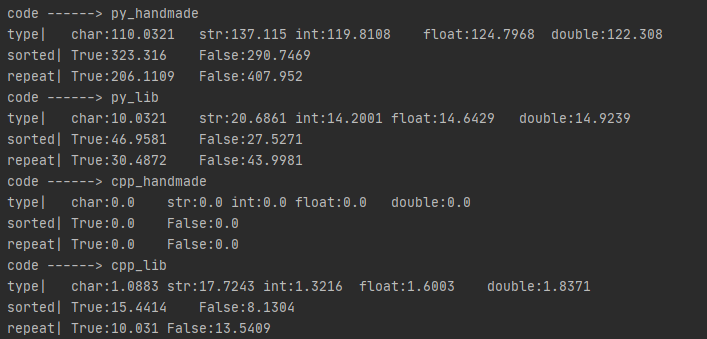 code ------> py_handmade
type|   char:110.0321   str:137.115 int:119.8108    float:124.7968  double:122.308
sorted| True:323.316    False:290.7469
repeat| True:206.1109   False:407.952
code ------> py_lib
type|   char:10.0321    str:20.6861 int:14.2001 float:14.6429   double:14.9239
sorted| True:46.9581    False:27.5271
repeat| True:30.4872    False:43.9981
code ------> cpp_handmade
type|   char:0.0    str:0.0 int:0.0 float:0.0   double:0.0
sorted| True:0.0    False:0.0
repeat| True:0.0    False:0.0
code ------> cpp_lib
type|   char:1.0883 str:17.7243 int:1.3216  float:1.6003    double:1.8371
sorted| True:15.4414    False:8.1304
repeat| True:10.031 False:13.5409